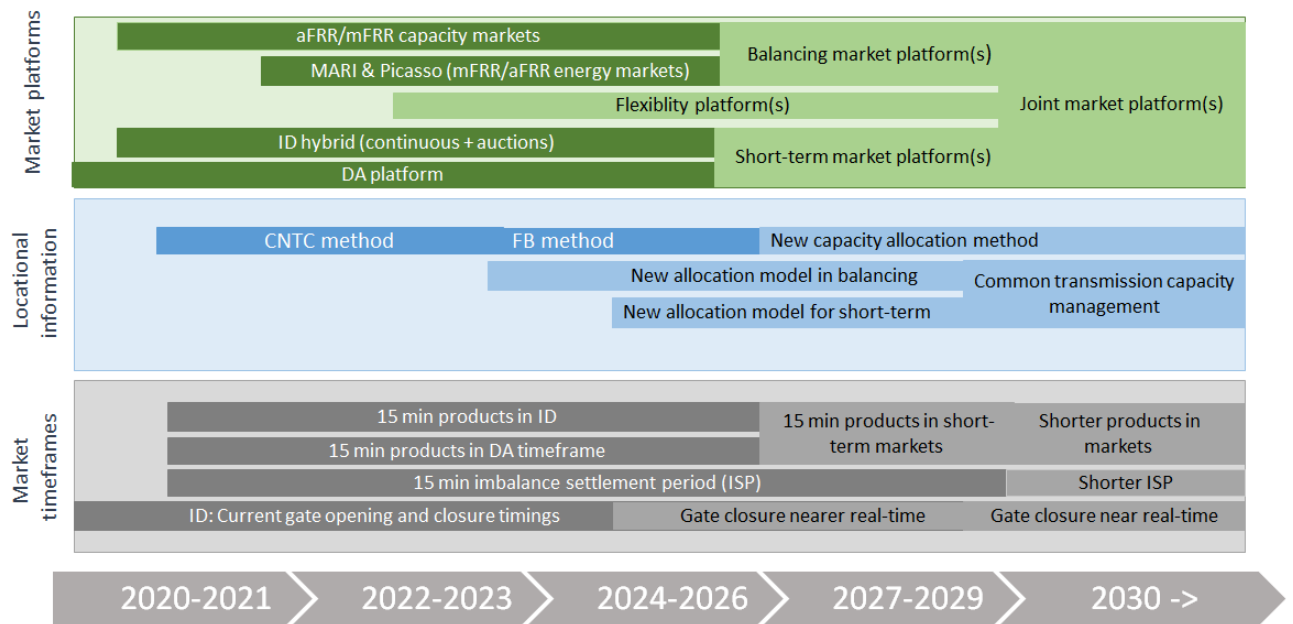 Market platforms
aFRR/mFRR capacity markets
MARI & Picasso (mFRR/aFRR energy markets)
Balancing market platform(s)
Flexiblity platform(s)
Joint market platform(s)
ID hybrid (continuous + auctions)
Short-term market platform(s)
DA platform
Locational
information
CNTC method
FB method
New capacity allocation method
New allocation model in balancing
Common transmission capacity
management
New allocation model for short-term
Market
timeframes
15 min products in ID
15 min products in short-
term markets
Shorter products in
markets
15 min products in DA timeframe
15 min imbalance settlement period (ISP)
Shorter ISP
ID: Current gate opening and closure timings
Gate closure nearer real-time
Gate closure near real-time
2020-2021
2022-2023
2024-2026
2027-2029
2030 ->